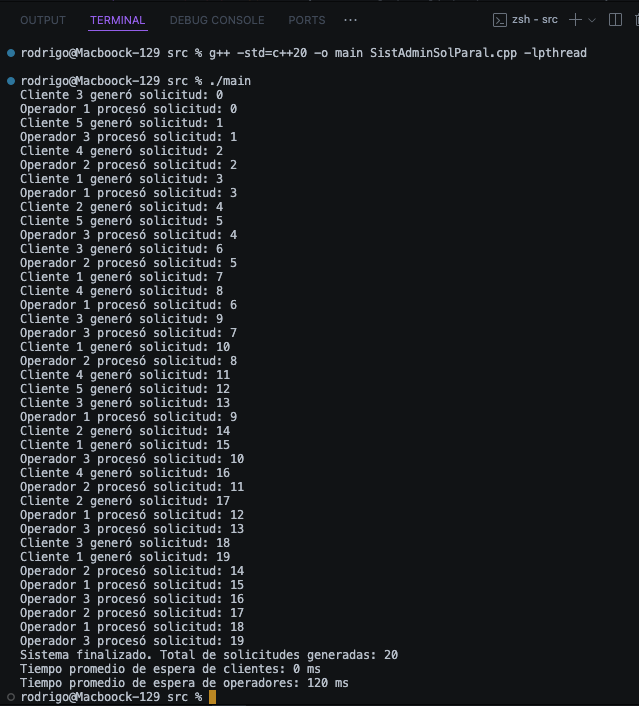 OUTPUT TERMINAL DEBUG CONSOLE PORTS ··· zsh - src
rodrigo@Macboock-129 src % g++ -std=c++20 -o main SistAdminSolParal.cpp -lpthread
rodrigo@Macboock-129 src % ./main
Cliente 3 generó solicitud: 0
Operador 1 procesó solicitud: 0
Cliente 5 generó solicitud: 1
Operador 3 procesó solicitud: 1
Cliente 4 generó solicitud: 2
Operador 2 procesó solicitud: 2
Cliente 1 generó solicitud: 3
Operador 1 procesó solicitud: 3
Cliente 2 generó solicitud: 4
Cliente 5 generó solicitud: 5
Operador 3 procesó solicitud: 4
Cliente 3 generó solicitud: 6
Operador 2 procesó solicitud: 5
Cliente 1 generó solicitud: 7
Cliente 4 generó solicitud: 8
Operador 1 procesó solicitud: 6
Cliente 3 generó solicitud: 9
Operador 3 procesó solicitud: 7
Cliente 1 generó solicitud: 10
Operador 2 procesó solicitud: 8
Cliente 4 generó solicitud: 11
Cliente 5 generó solicitud: 12
Cliente 3 generó solicitud: 13
Operador 1 procesó solicitud: 9
Cliente 2 generó solicitud: 14
Cliente 1 generó solicitud: 15
Operador 3 procesó solicitud: 10
Cliente 4 generó solicitud: 16
Operador 2 procesó solicitud: 11
Cliente 2 generó solicitud: 17
Operador 1 procesó solicitud: 12
Operador 3 procesó solicitud: 13
Cliente 3 generó solicitud: 18
Cliente 1 generó solicitud: 19
Operador 2 procesó solicitud: 14
Operador 1 procesó solicitud: 15
Operador 3 procesó solicitud: 16
Operador 2 procesó solicitud: 17
Operador 1 procesó solicitud: 18
Operador 3 procesó solicitud: 19
Sistema finalizado. Total de solicitudes generadas: 20
Tiempo promedio de espera de clientes: 0 ms
Tiempo promedio de espera de operadores: 120 ms
rodrigo@Macboock-129 src %